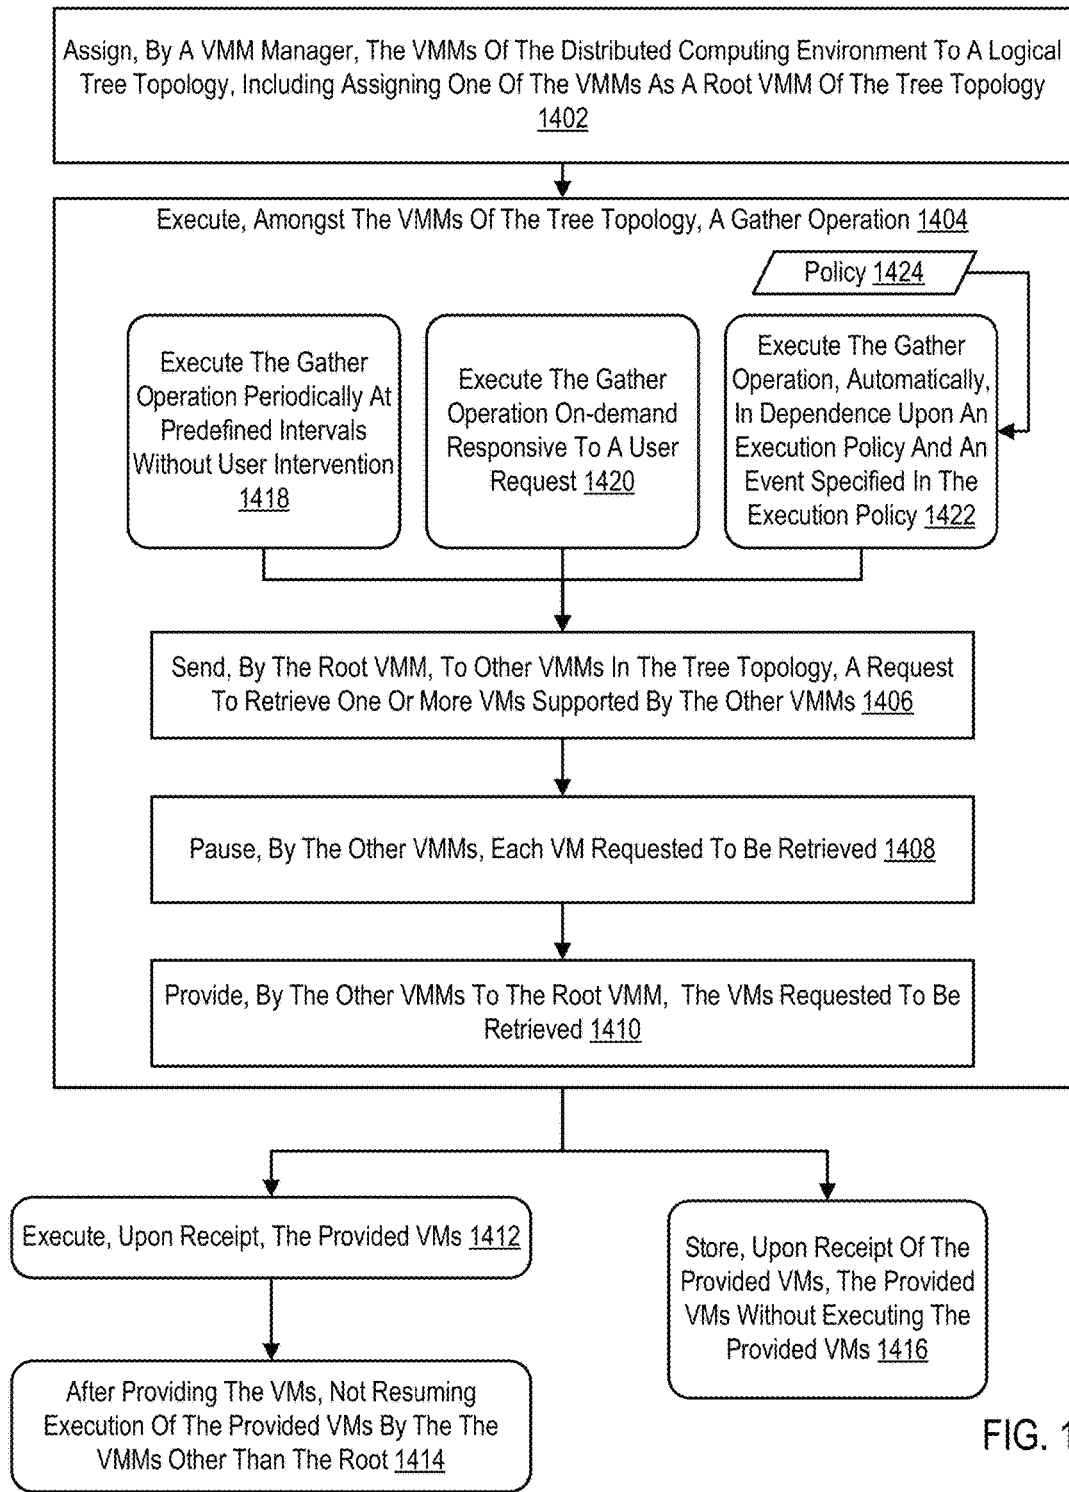 Assign, By A VMM Manager, The VMMs Of The Distributed Computing Environment To A Logical
Tree Topology, Including Assigning One Of The VMMs As A Root VMM Of The Tree Topology
1402
Execute, Amongst The VMMs Of The Tree Topology, A Gather Operation 1404
Policy 1424
Execute The Gather
Operation Periodically At
Predefined Intervals
Without User Intervention
1418
Execute The Gather
Operation On-demand
Responsive To A User
Request 1420
Execute The Gather
Operation, Automatically,
In Dependence Upon An
Execution Policy And An
Event Specified In The
Execution Policy 1422
Send, By The Root VMM, To Other VMMs In The Tree Topology, A Request
To Retrieve One Or More VMs Supported By The Other VMMs 1406
Pause, By The Other VMMs, Each VM Requested To Be Retrieved 1408
Provide, By The Other VMMs To The Root VMM, The VMs Requested To Be
Retrieved 1410
Execute, Upon Receipt, The Provided VMs 1412
After Providing The VMs, Not Resuming
Execution Of The Provided VMs By The The
VMMs Other Than The Root 1414
Store, Upon Receipt Of The
Provided VMs, The Provided
VMs Without Executing The
Provided VMs 1416
FIG. 1